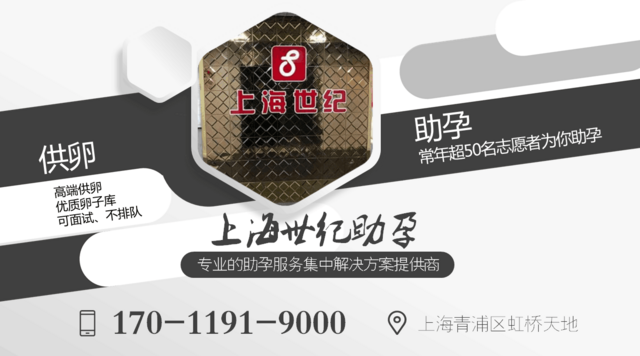 上海世纪
供卵
高端供卵
优质卵子库
可面试、不排队
助孕
常年超50名志愿者为你助孕
上海世纪助孕
专业的助孕服务集中解决方案提供商
170-1191-9000
上海青浦区虹桥天地